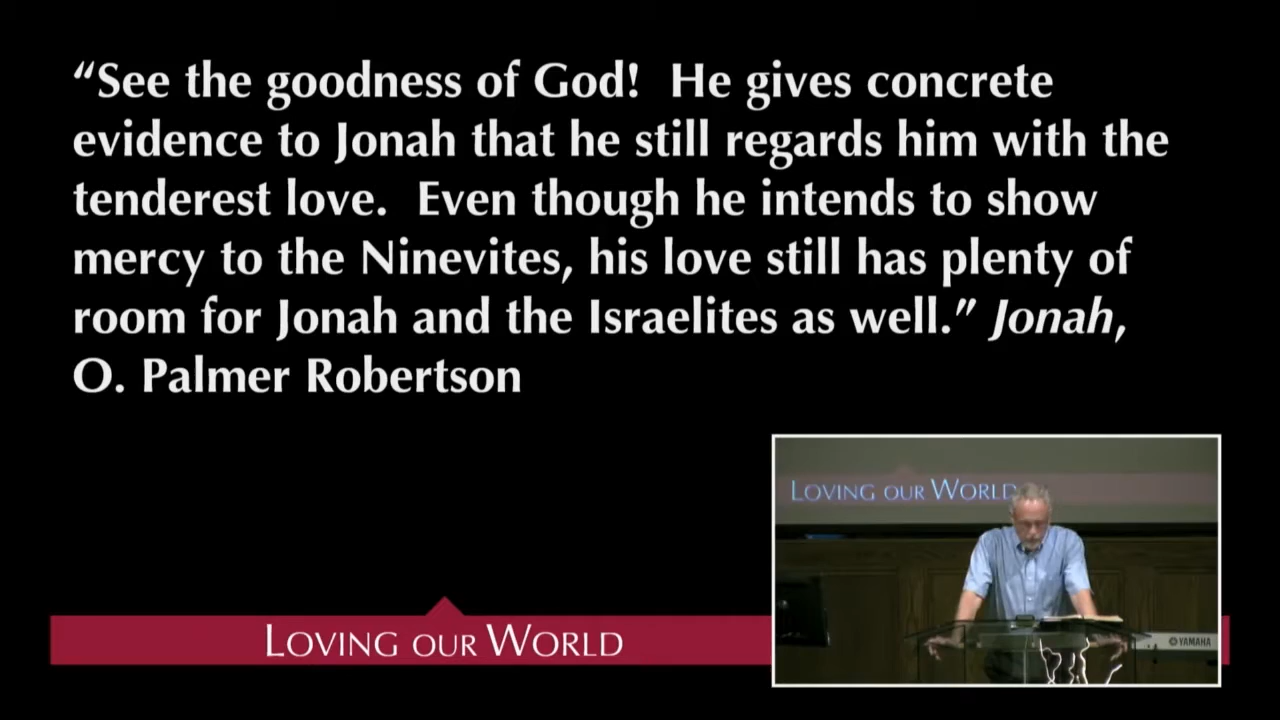 “See the goodness of God!  He gives concrete
evidence to Jonah that he still regards him with the
tenderest love.  Even though he intends to show
mercy to the Ninevites, his love still has plenty of
room for Jonah and the Israelites as well.” Jonah,
O. Palmer Robertson
LOVING OUR WORLD
LOVING OUR WORLD
YAMAHA